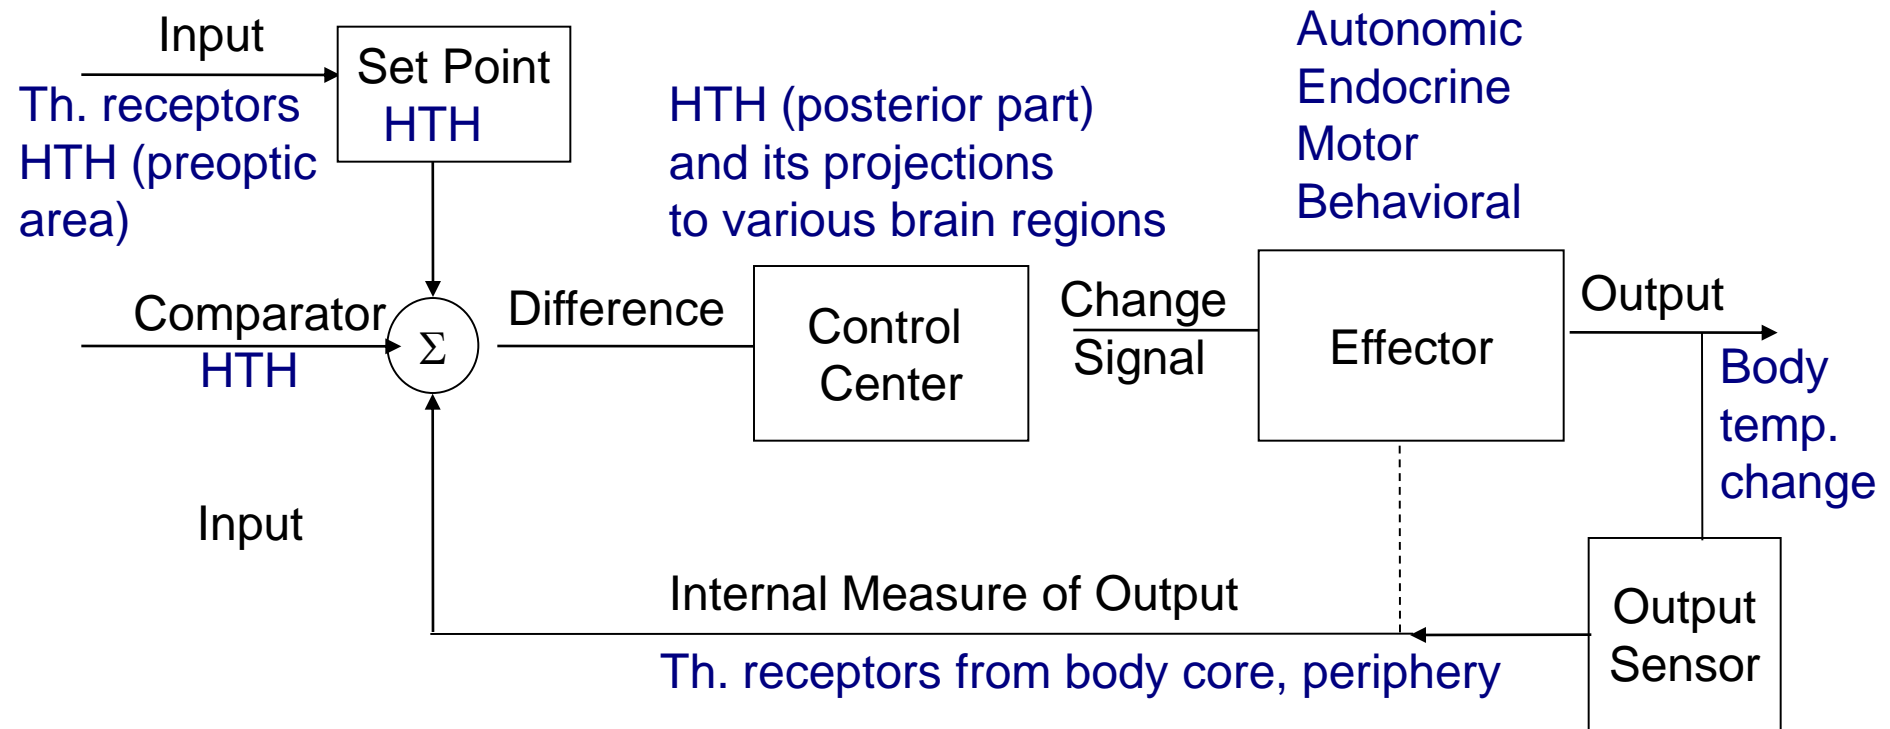 Input
Set Point
HTH
Th. receptors
HTH (preoptic
area)
HTH (posterior part)
and its projections
to various brain regions
Autonomic
Endocrine
Motor
Behavioral
Comparator
HTH
Σ
Difference
Control
Center
Change
Signal
Effector
Output
Body
temp.
change
Input
Internal Measure of Output
Th. receptors from body core, periphery
Output
Sensor